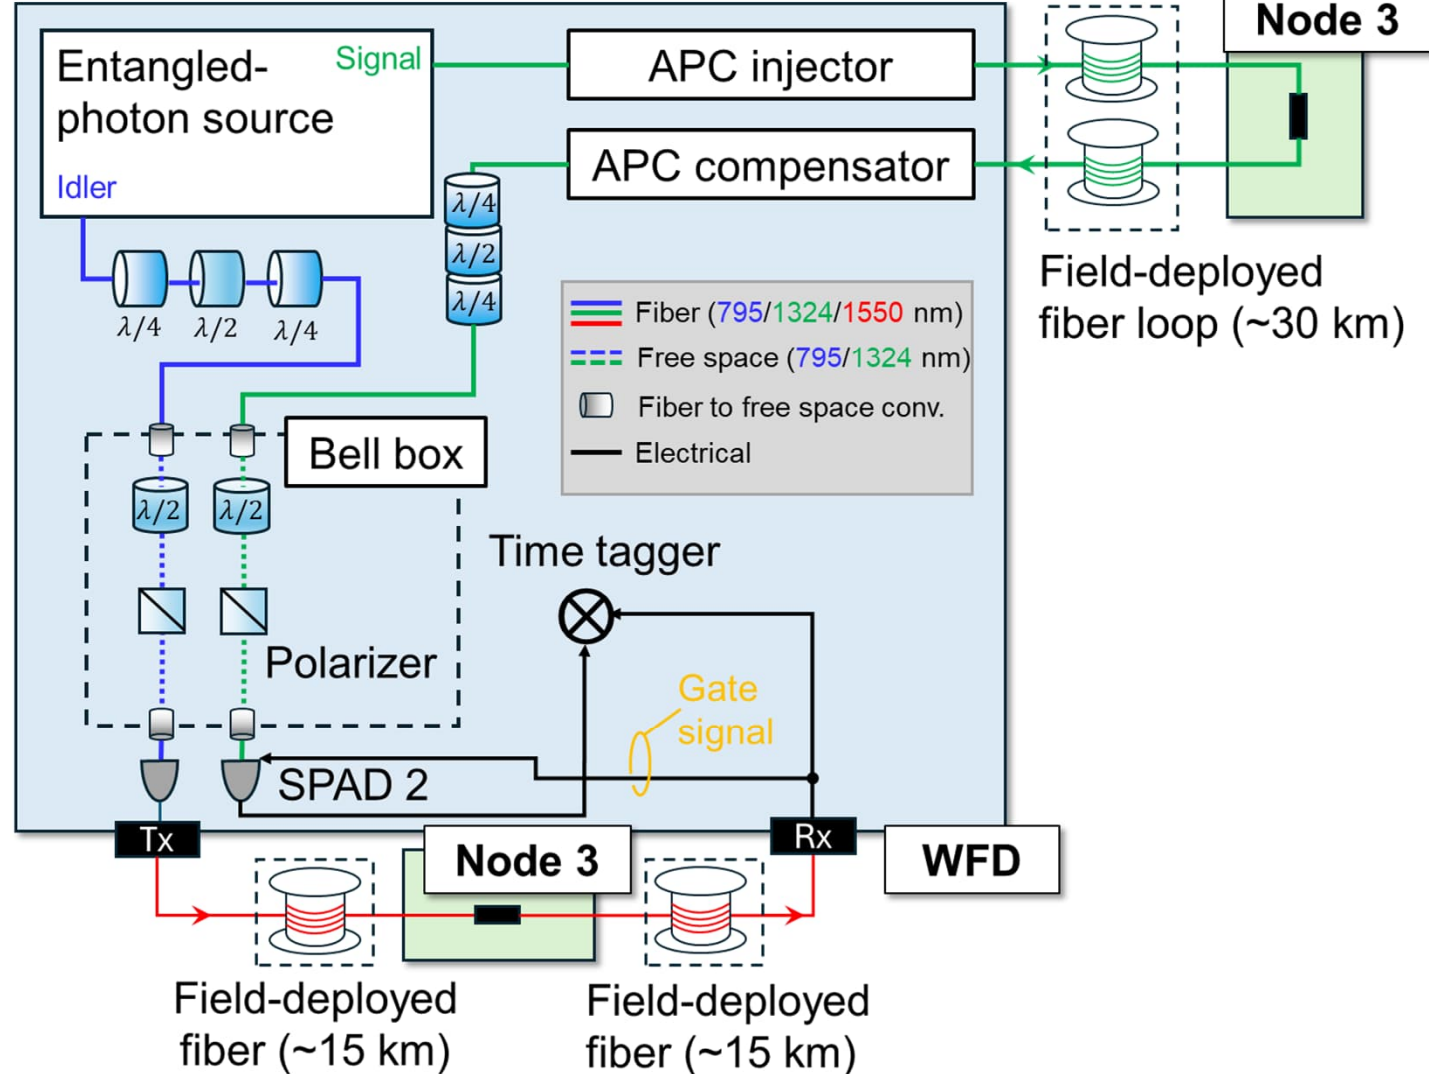 Entangled-
photon source
Signal
Idler
APC injector
APC compensator
Node 3
Field-deployed
fiber loop (~30 km)
λ/4
λ/2
λ/4
λ/4
λ/2
λ/4
Fiber (795/1324/1550 nm)
Free space (795/1324 nm)
Fiber to free space conv.
Electrical
Bell box
λ/2
λ/2
Polarizer
Time tagger
Gate
signal
SPAD 2
Tx
Rx
Node 3
WFD
Field-deployed
fiber (~15 km)
Field-deployed
fiber (~15 km)